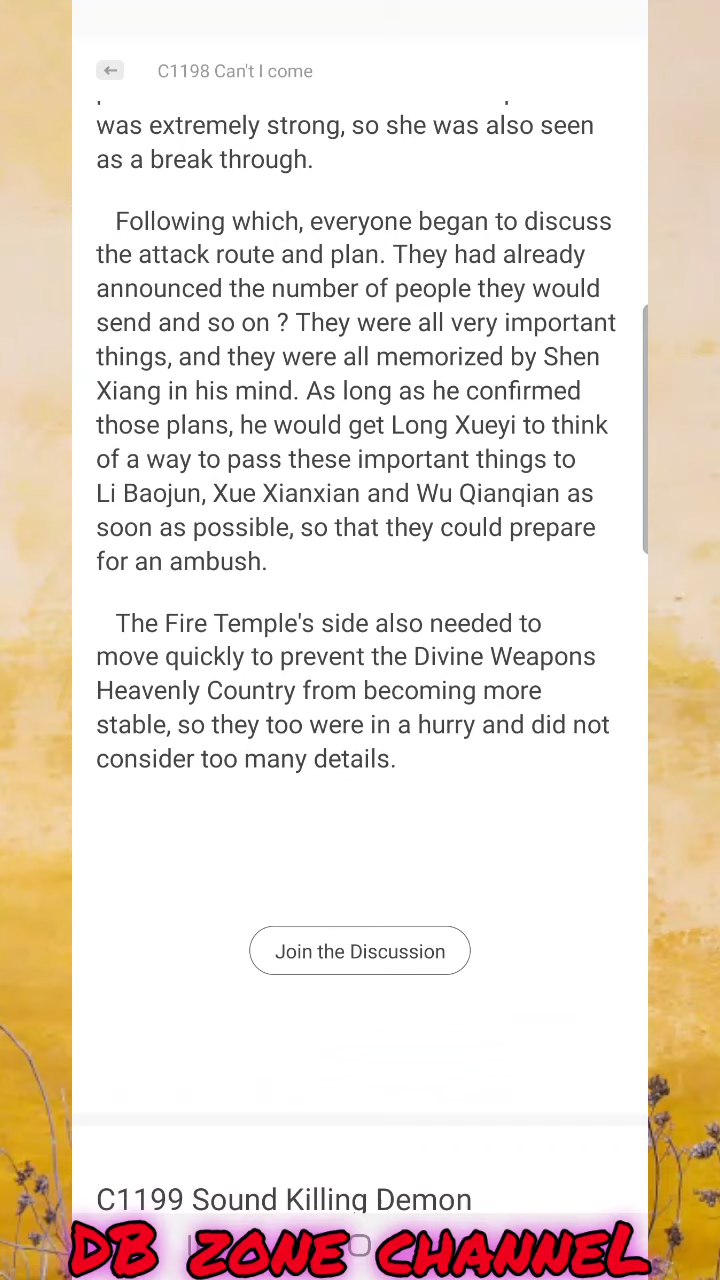 C1198 Can't I come
was extremely strong, so she was also seen
as a break through.
Following which, everyone began to discuss
the attack route and plan. They had already
announced the number of people they would
send and so on ? They were all very important
things, and they were all memorized by Shen
Xiang in his mind. As long as he confirmed
those plans, he would get Long Xueyi to think
of a way to pass these important things to
Li Baojun, Xue Xianxian and Wu Qianqian as
soon as possible, so that they could prepare
for an ambush.
The Fire Temple's side also needed to
move quickly to prevent the Divine Weapons
Heavenly Country from becoming more
stable, so they too were in a hurry and did not
consider too many details.
Join the Discussion
C1199 Sound Killing Demon
DB ZONE CHANNEL